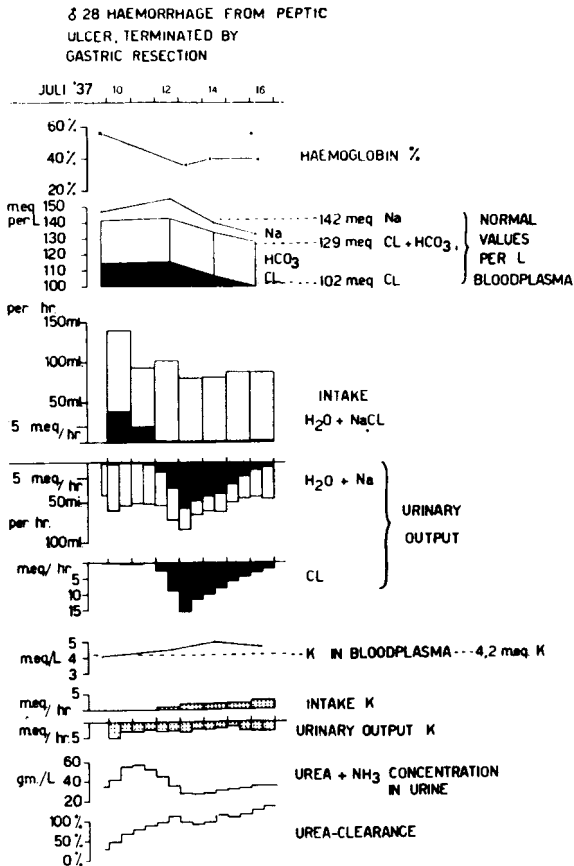 ♂ 28 HAEMORRHAGE FROM PEPTIC
ULCER, TERMINATED BY
GASTRIC RESECTION
JULI '37 10 12 14 16
60%
40%
20%
HAEMOGLOBIN %
meq
per L
150
140
130
120
110
100
Na
HCO3
CL
142 meq Na
129 meq CL + HCO3
102 meq CL
NORMAL
VALUES
PER L
BLOODPLASMA
per hr.
150ml
100ml
50ml
5 meq/hr
INTAKE
H2O + NaCL
5 meq/hr
50ml
per hr.
100ml
H2O + Na
URINARY
OUTPUT
meq/hr
5
10
15
CL
meq/L
5
4
3
K IN BLOODPLASMA ---- 4,2 meq. K
meq/hr
5
INTAKE K
meq/hr. 5
URINARY OUTPUT K
gm./L
60
40
20
UREA + NH3 CONCENTRATION
IN URINE
100%
50%
0%
UREA-CLEARANCE